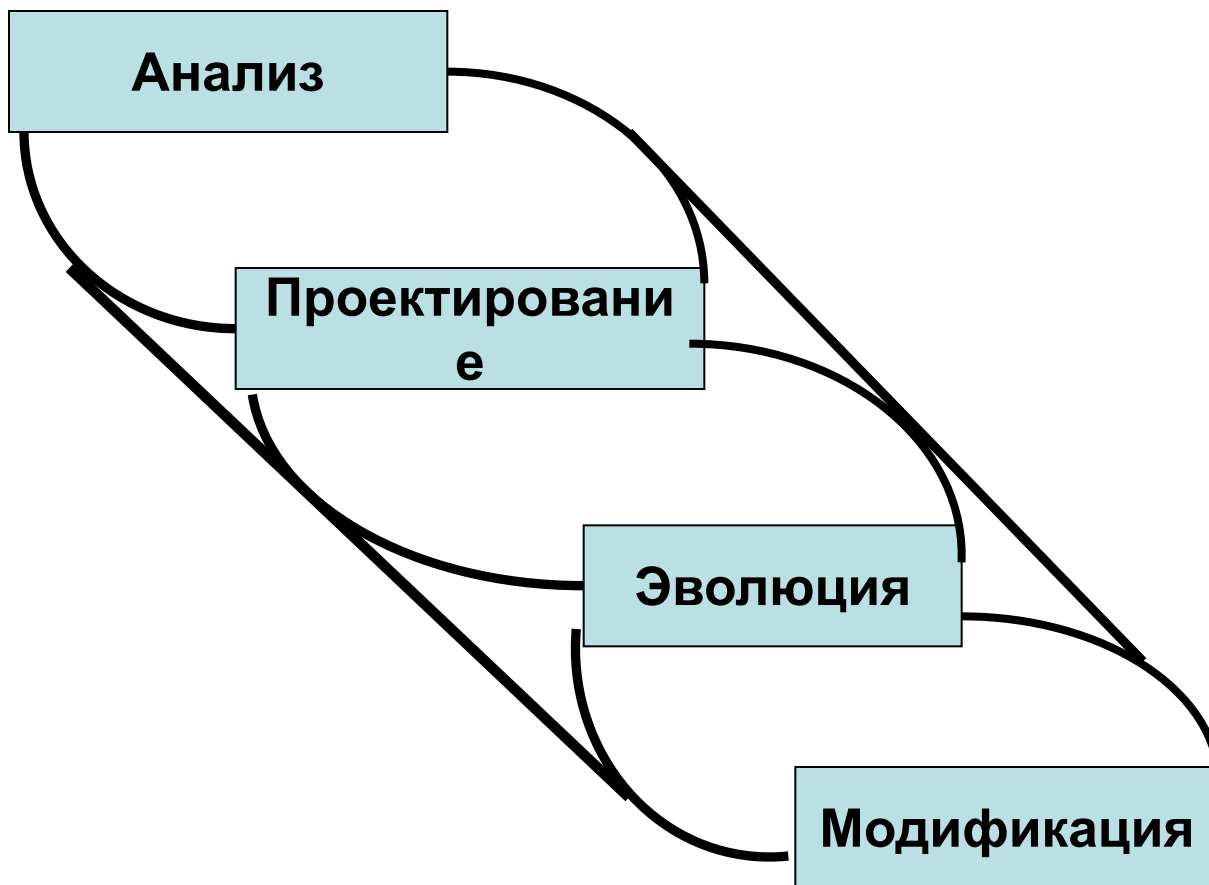 Анализ
Проектировани
е
Эволюция
Модификация